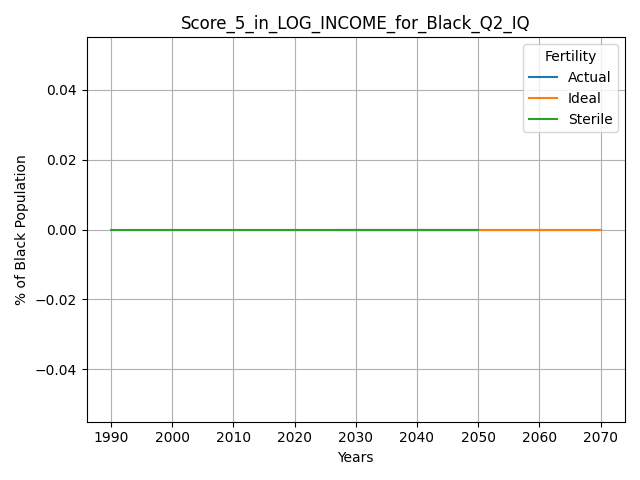 Score_5_in_LOG_INCOME_for_Black_Q2_IQ
Fertility
Actual
Ideal
Sterile
% of Black Population
0.04
0.02
0.00
−0.02
−0.04
1990 2000 2010 2020 2030 2040 2050 2060 2070
Years